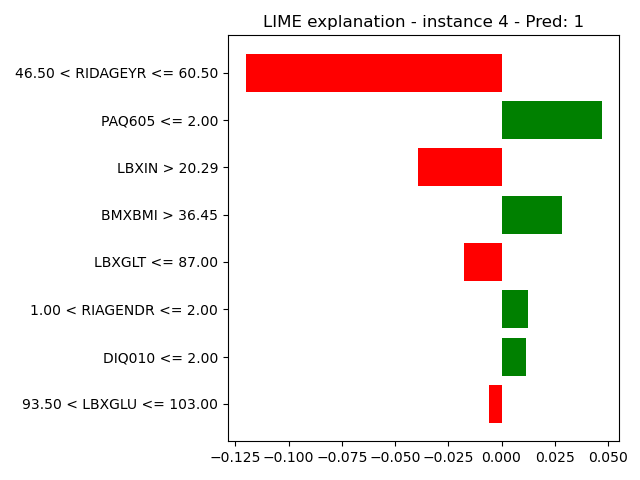 LIME explanation - instance 4 - Pred: 1
46.50 < RIDAGEYR <= 60.50
PAQ605 <= 2.00
LBXIN > 20.29
BMXBMI > 36.45
LBXGLT <= 87.00
1.00 < RIAGENDR <= 2.00
DIQ010 <= 2.00
93.50 < LBXGLU <= 103.00
−0.125 −0.100 −0.075 −0.050 −0.025 0.000 0.025 0.050